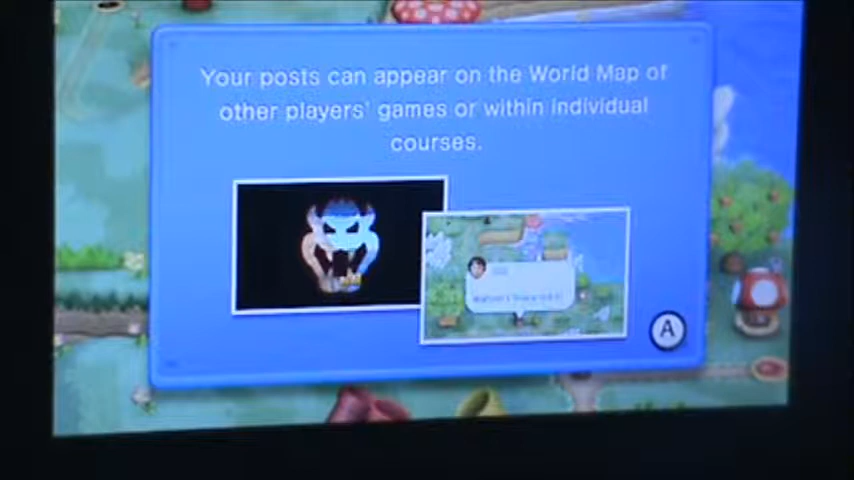 Your posts can appear on the World Map of
other players' games or within individual
courses.
A